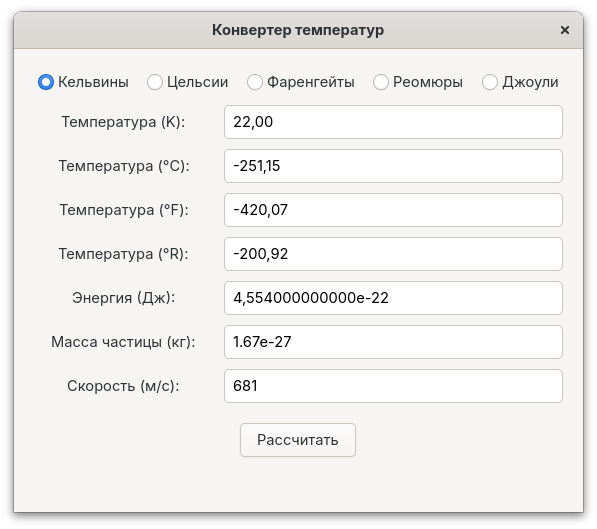 Конвертер температур ×
Кельвины Цельсии Фаренгейты Реомюры Джоули
Температура (K): 22,00
Температура (°C): -251,15
Температура (°F): -420,07
Температура (°R): -200,92
Энергия (Дж): 4,554000000000e-22
Масса частицы (кг): 1.67e-27
Скорость (м/с): 681
Рассчитать